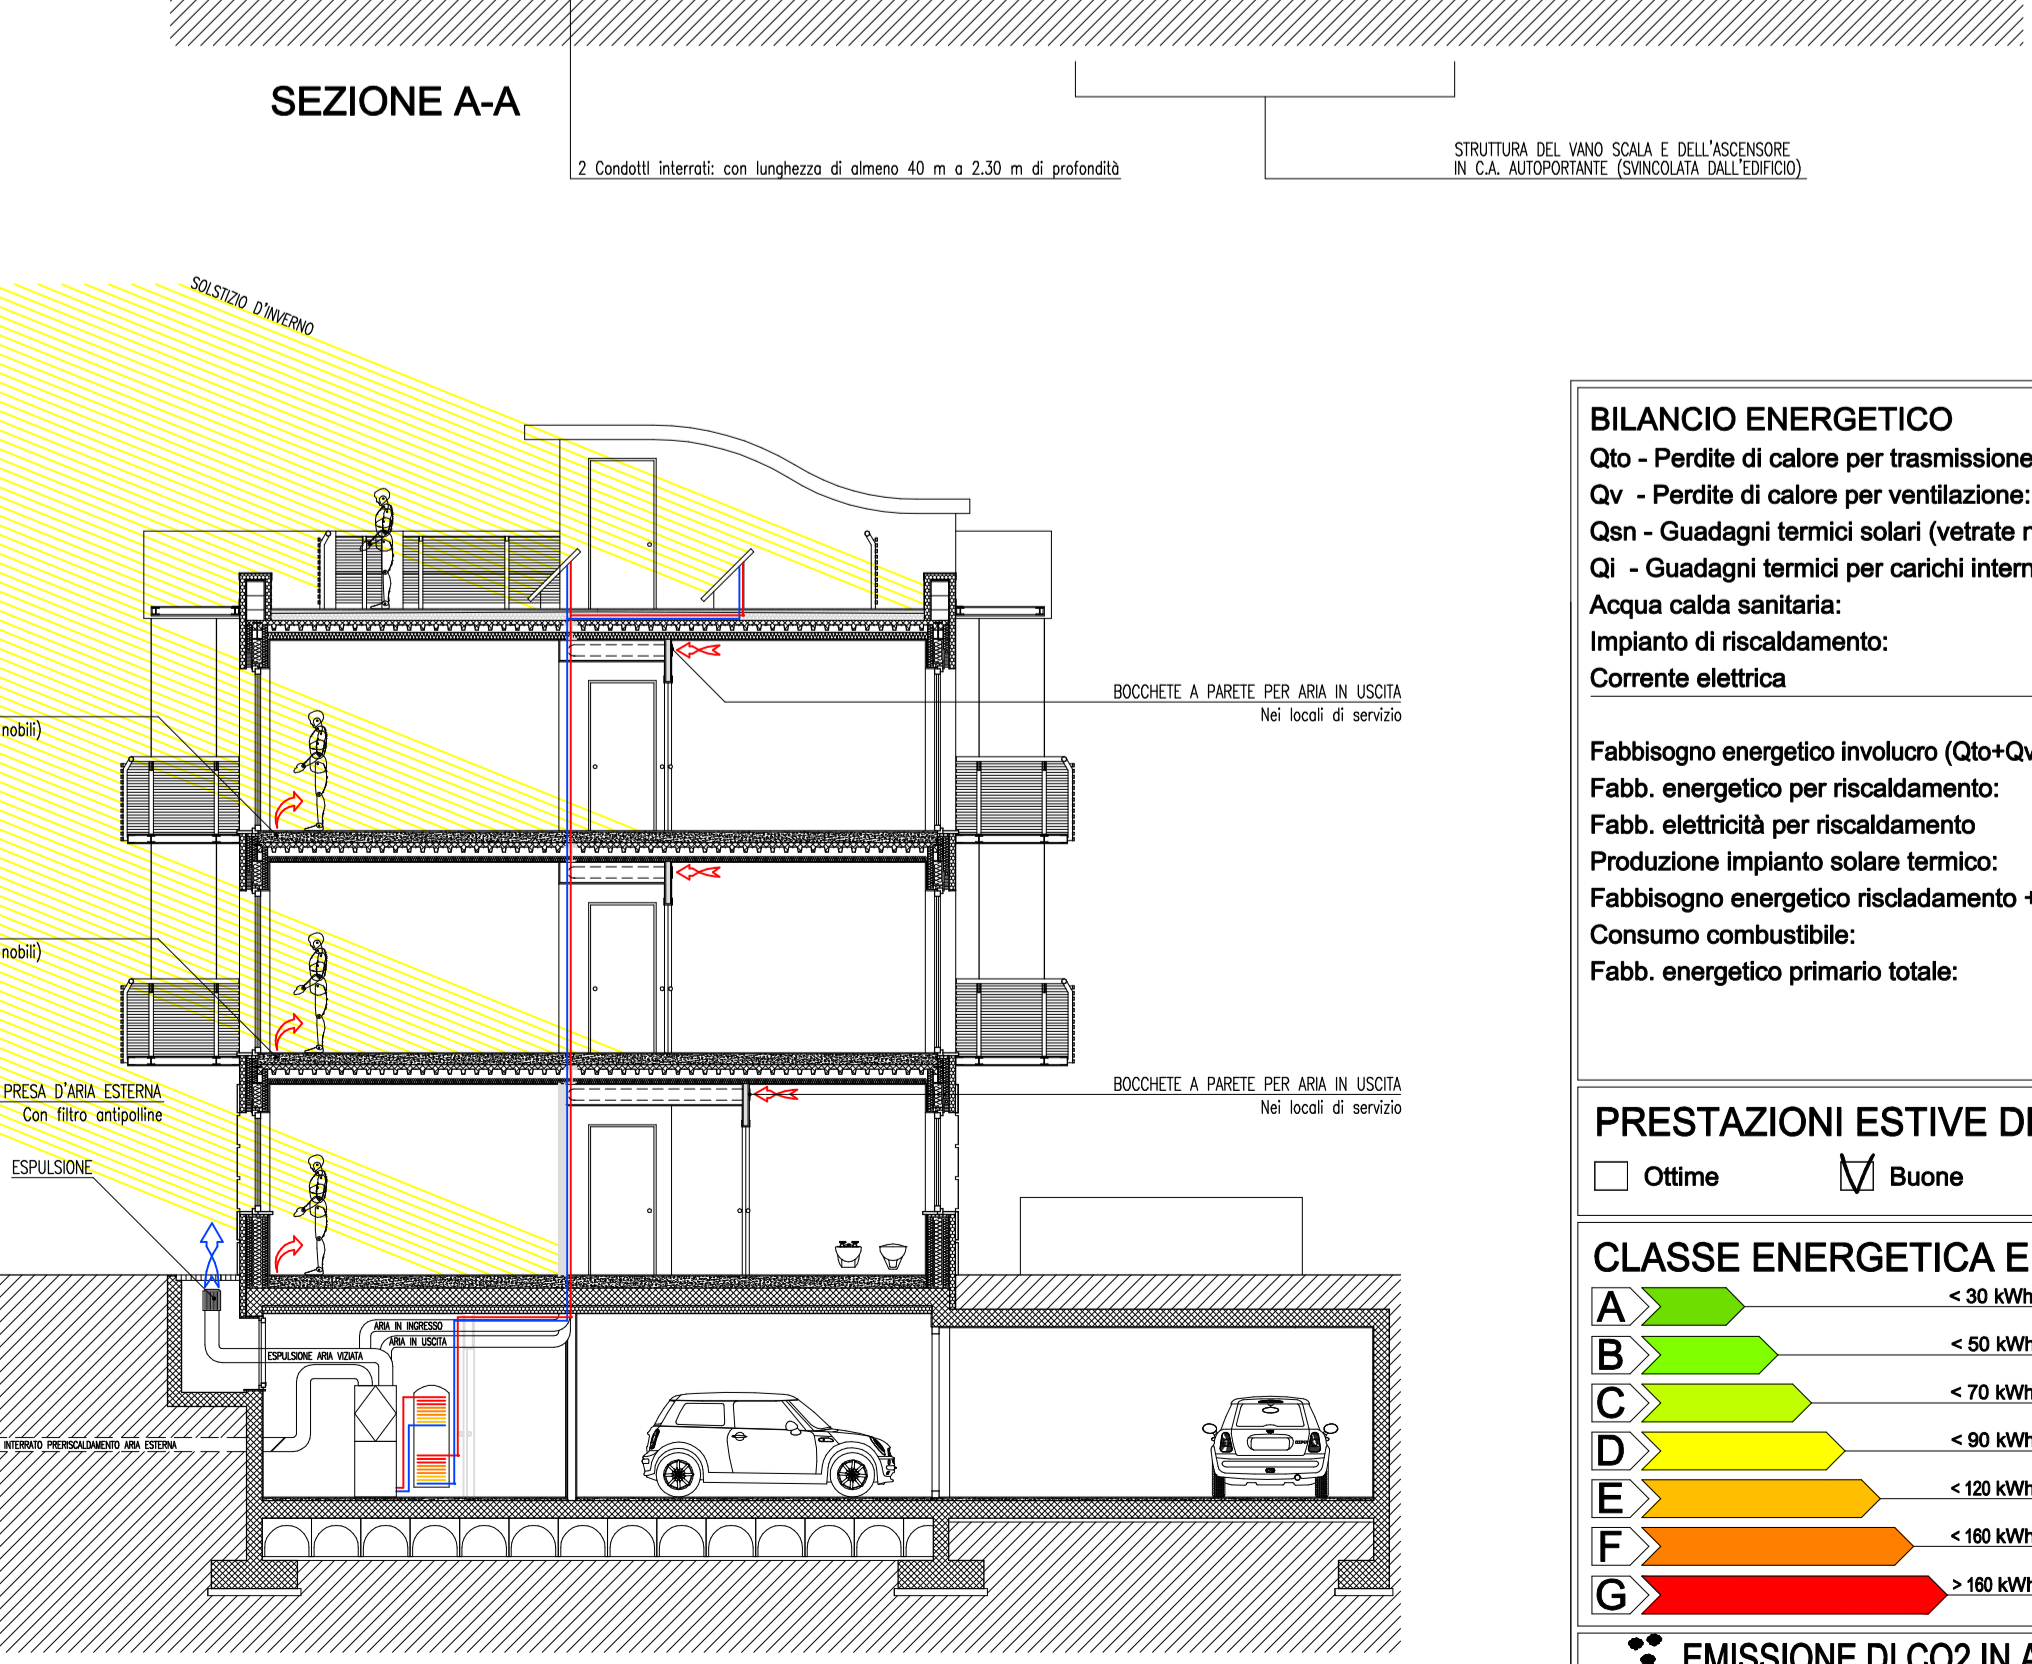 SEZIONE A-A
2 Condottl interrati: con lunghezza di almeno 40 m a 2.30 m di profondità
STRUTTURA DEL VANO SCALA E DELL'ASCENSORE
IN C.A. AUTOPORTANTE (SVINCOLATA DALL'EDIFICIO)
SOLSTIZIO D'INVERNO
BOCCHETE A PARETE PER ARIA IN USCITA
Nei locali di servizio
nobili)
nobili)
PRESA D'ARIA ESTERNA
Con filtro antipolline
ESPULSIONE
BOCCHETE A PARETE PER ARIA IN USCITA
Nei locali di servizio
ARIA IN INGRESSO
ARIA IN USCITA
ESPULSIONE ARIA VIZIATA
INTERRATO PRERISCALDAMENTO ARIA ESTERNA
BILANCIO ENERGETICO
Qto - Perdite di calore per trasmissione
Qv - Perdite di calore per ventilazione:
Qsn - Guadagni termici solari (vetrate n
Qi - Guadagni termici per carichi intern
Acqua calda sanitaria:
Impianto di riscaldamento:
Corrente elettrica
Fabbisogno energetico involucro (Qto+Qv
Fabb. energetico per riscaldamento:
Fabb. elettricità per riscaldamento
Produzione impianto solare termico:
Fabbisogno energetico riscladamento +
Consumo combustibile:
Fabb. energetico primario totale:
PRESTAZIONI ESTIVE DE
Ottime
Buone
CLASSE ENERGETICA E
A < 30 kWh
B < 50 kWh
C < 70 kWh
D < 90 kWh
E < 120 kWh
F < 160 kWh
G > 160 kWh
EMISSIONE DI CO2 IN A